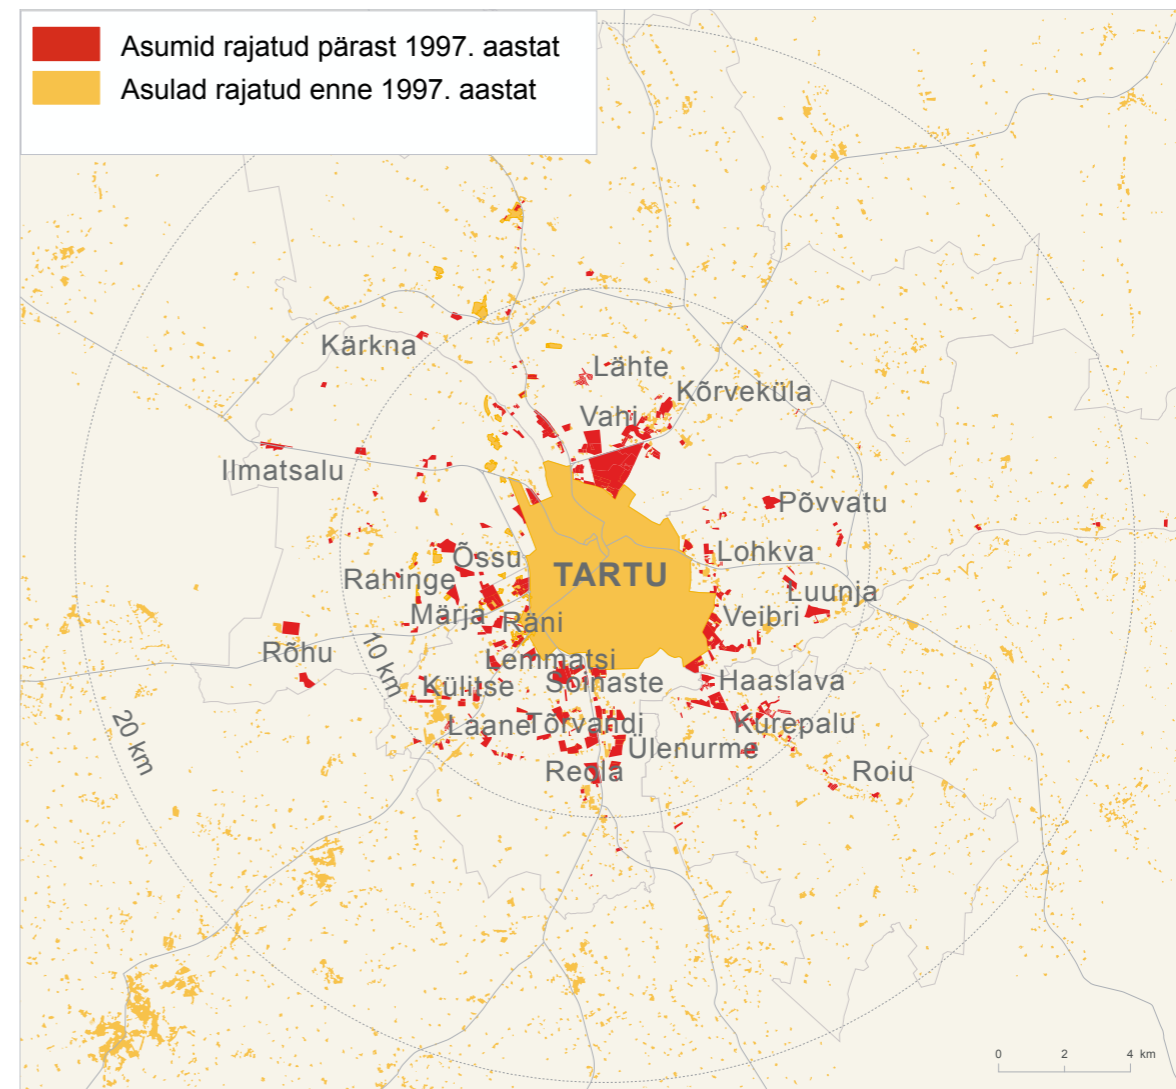 Asumid rajatud pärast 1997. aastat
Asulad rajatud enne 1997. aastat
Kärkna
Lähte
Kõrveküla
Vahi
Ilmatsalu
Põvvatu
Lohkva
Õssu
TARTU
Rahinge
Luunja
Märja
Räni
Veibri
Rõhu
Lemmatsi
10 km
Külitse
Soinaste
Haaslava
20 km
Laane
Tõrvandi
Kurepalu
Ülenurme
Reola
Roiu
0 2 4 km